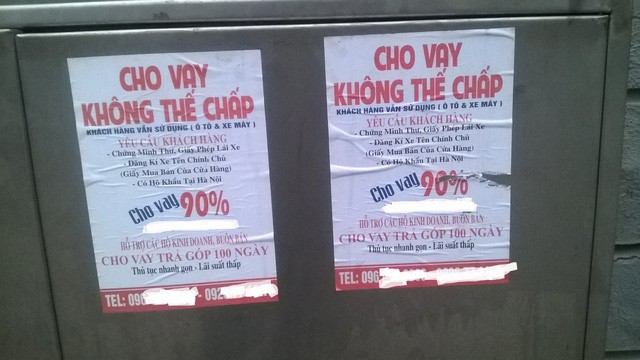 CHO VAY
KHÔNG THẾ CHẤP
KHÁCH HÀNG VẪN SỬ DỤNG ( Ô TÔ & XE MÁY )
YÊU CẦU KHÁCH HÀNG
- Chứng Minh Thư, Giấy Phép Lái Xe
- Đăng Kí Xe Tên Chính Chủ
(Giấy Mua Bán Của Cửa Hàng)
- Có Hộ Khẩu Tại Hà Nội
Cho vay 90%
HỖ TRỢ CÁC HỘ KINH DOANH, BUÔN BÁN
CHO VAY TRẢ GÓP 100 NGÀY
Thủ tục nhanh gọn - Lãi suất thấp
TEL: 096 - 092
CHO VAY
KHÔNG THẾ CHẤP
KHÁCH HÀNG VẪN SỬ DỤNG ( Ô TÔ & XE MÁY )
YÊU CẦU KHÁCH HÀNG
- Chứng Minh Thư, Giấy Phép Lái Xe
- Đăng Kí Xe Tên Chính Chủ
(Giấy Mua Bán Của Cửa Hàng)
- Có Hộ Khẩu Tại Hà Nội
Cho vay 90%
HỖ TRỢ CÁC HỘ KINH DOANH, BUÔN BÁN
CHO VAY TRẢ GÓP 100 NGÀY
Thủ tục nhanh gọn - Lãi suất thấp
TEL: 096